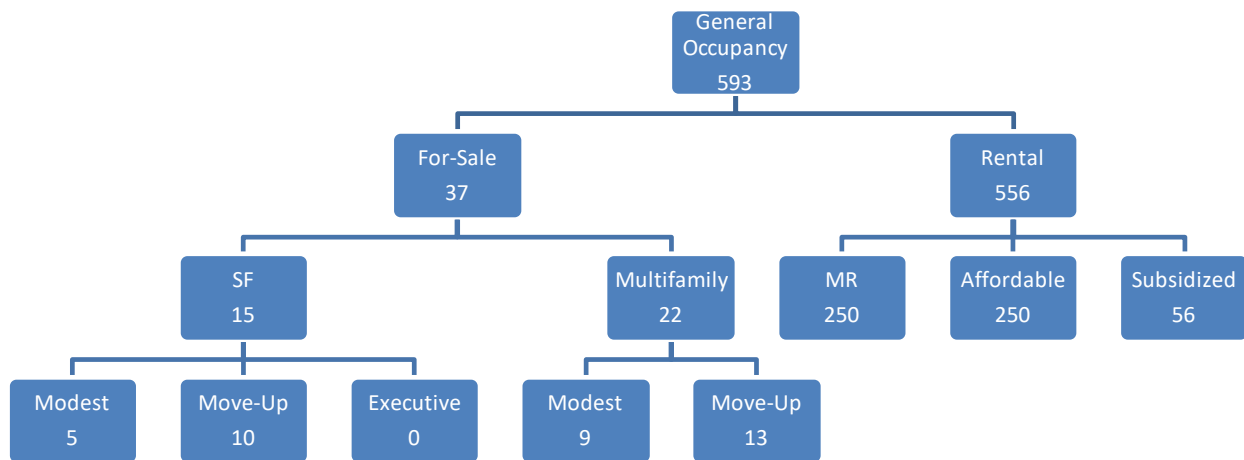 General
Occupancy
593
For-Sale
37
Rental
556
SF
15
Multifamily
22
MR
250
Affordable
250
Subsidized
56
Modest
5
Move-Up
10
Executive
0
Modest
9
Move-Up
13